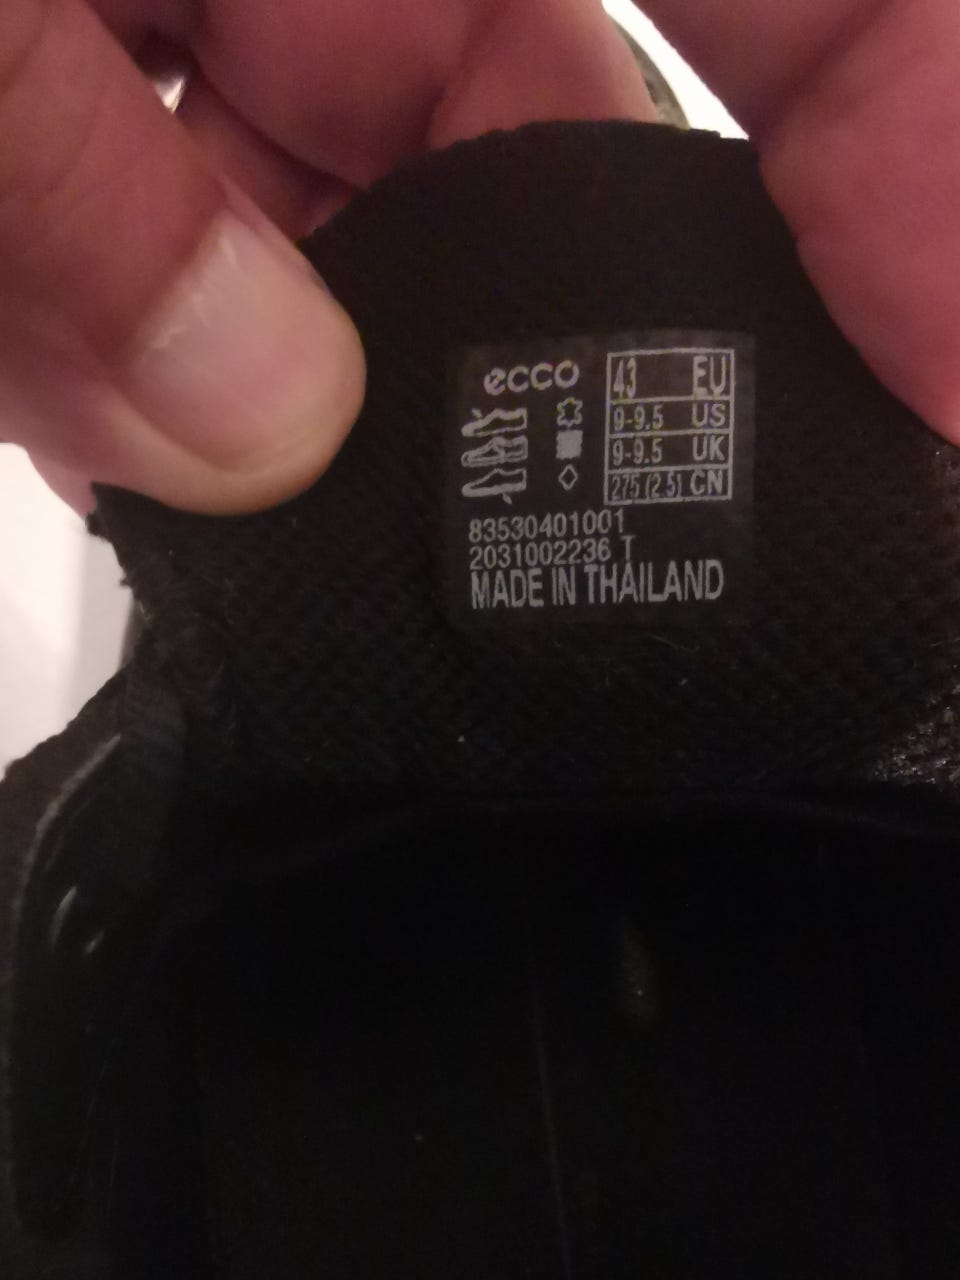 ecco
43 EU
9-9.5 US
9-9.5 UK
275 (2.5) CN
83530401001
2031002236 T
MADE IN THAILAND